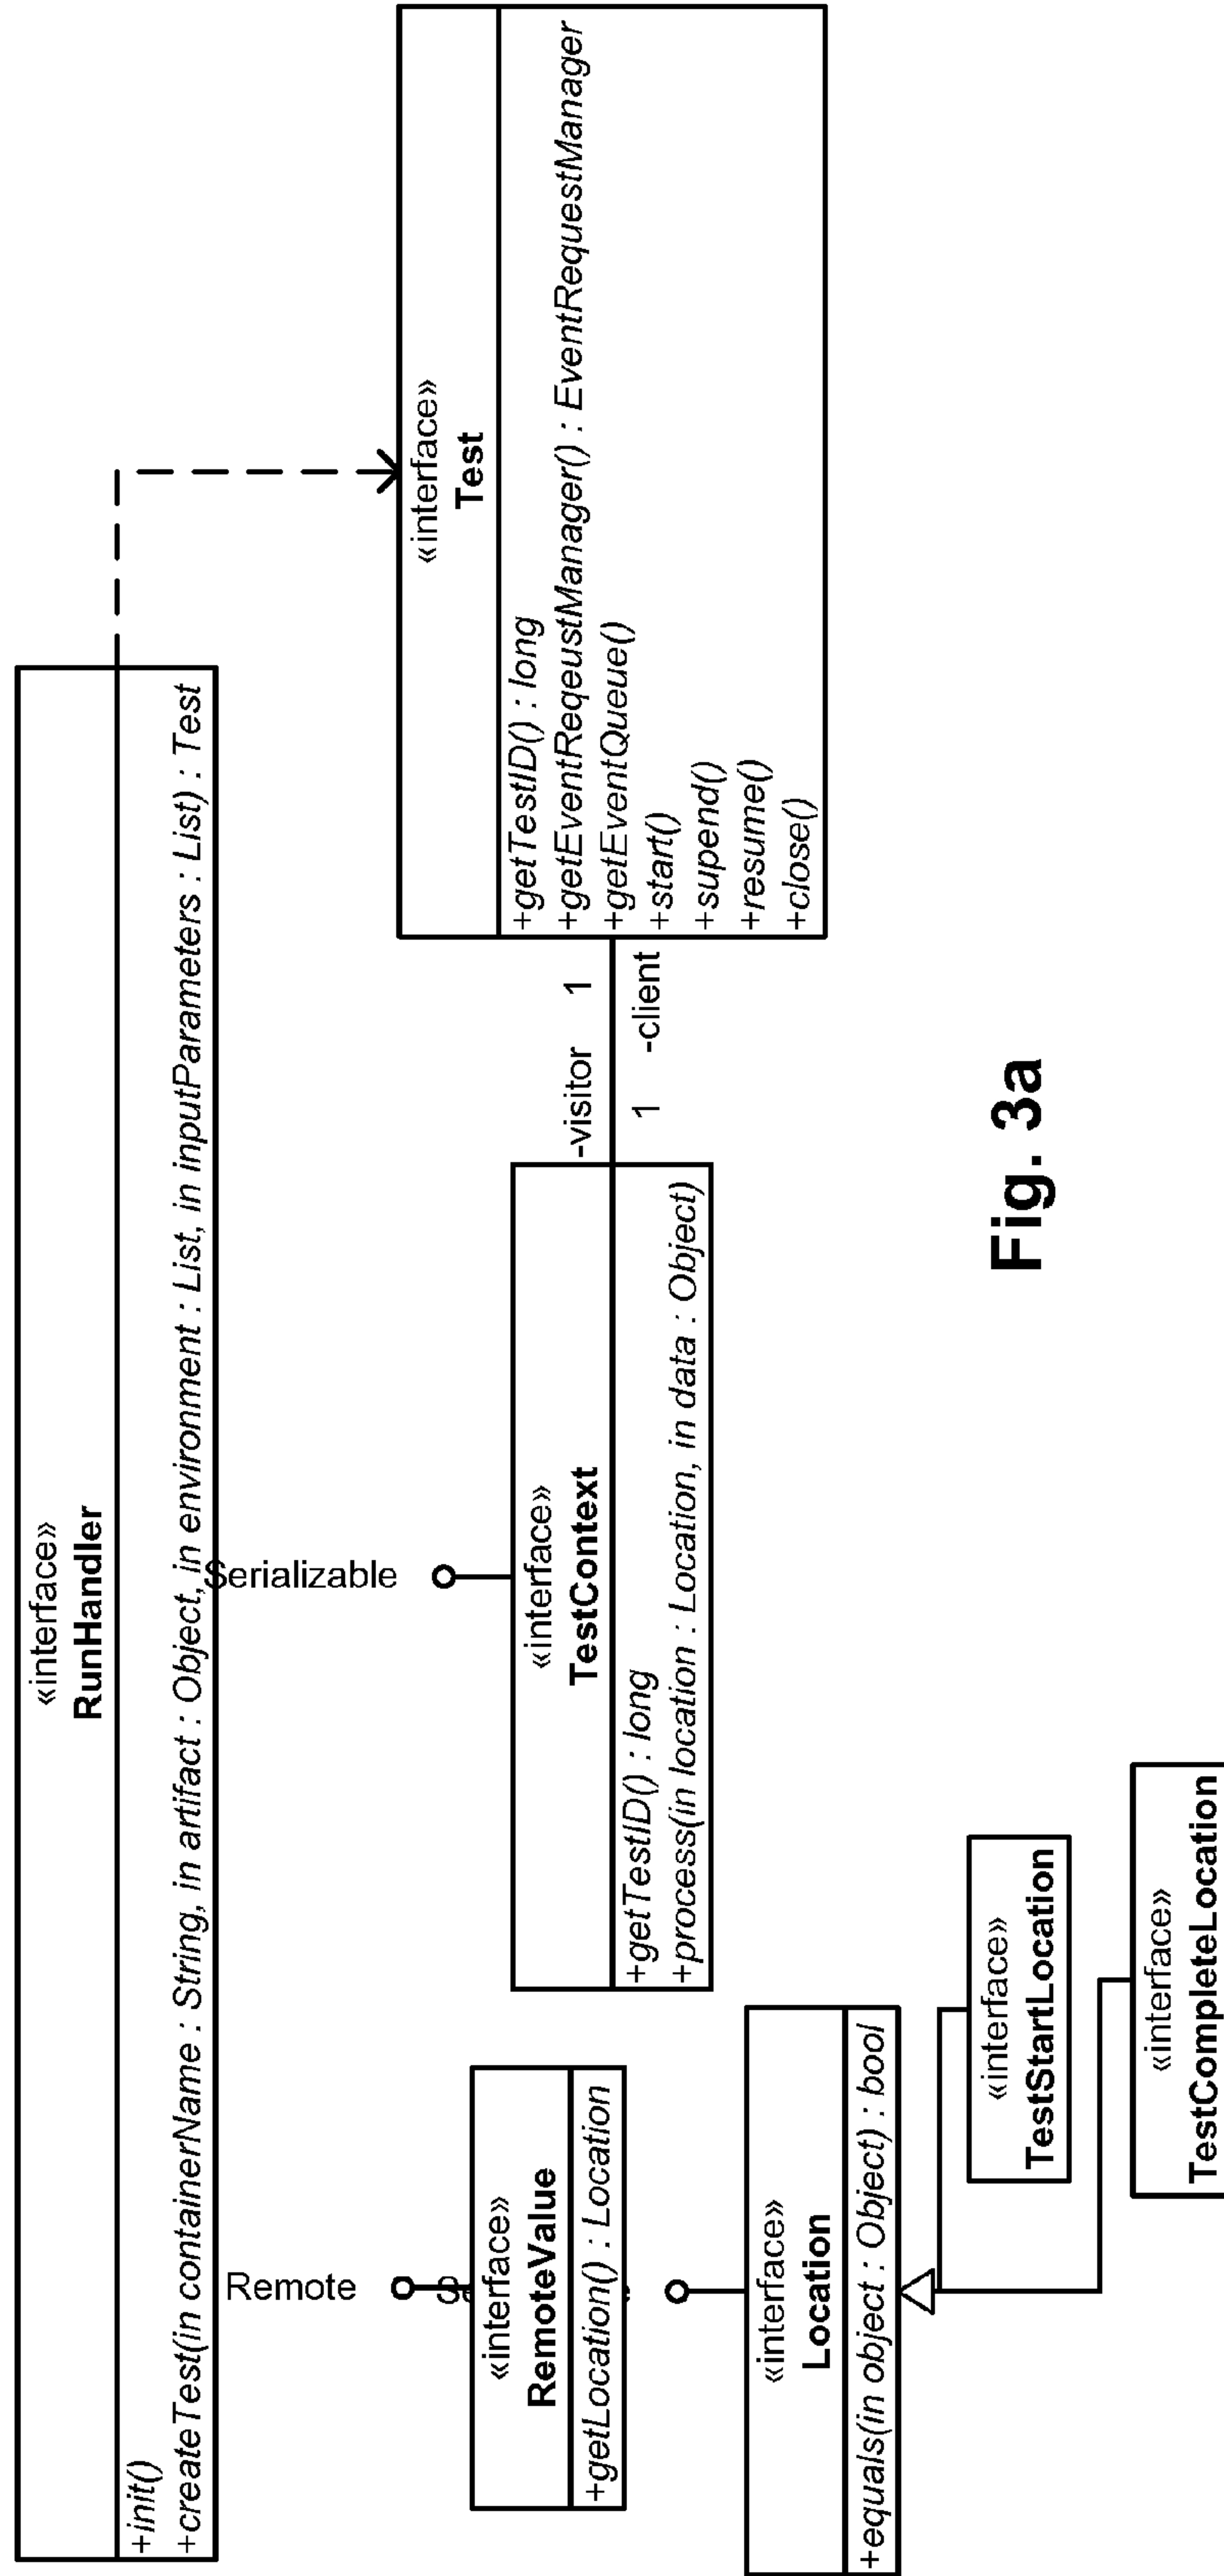 «interface»
RunHandler
+init()
+createTest(in containerName : String, in artifact : Object, in environment : List, in inputParameters : List) : Test
Remote
Serializable
«interface»
RemoteValue
+getLocation() : Location
«interface»
TestContext
+getTestID() : long
+process(in location : Location, in data : Object)
-visitor
1
1
-client
«interface»
Test
+getTestID() : long
+getEventReqeustManager() : EventRequestManager
+getEventQueue()
+start()
+supend()
+resume()
+close()
«interface»
Location
+equals(in object : Object) : bool
«interface»
TestStartLocation
«interface»
TestCompleteLocation
Fig. 3a